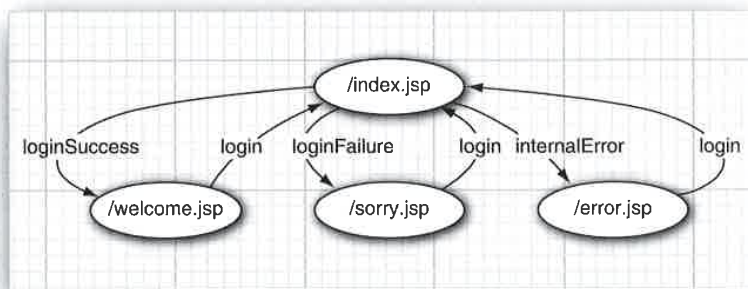 /index.jsp
loginSuccess
login
loginFailure
login
internalError
login
/welcome.jsp
/sorry.jsp
/error.jsp